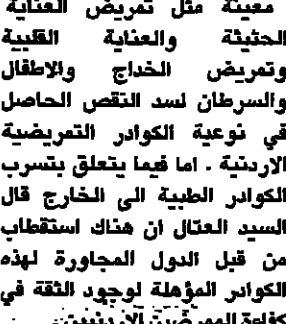 معينة مثل تمريض العناية
الحثيثة والعناية القلبية
وتمريض الخداج والاطفال
والسرطان لسد النقص الحاصل
في نوعية الكوادر التمريضية
الاردنية . اما فيما يتعلق بتسرب
الكوادر الطبية الى الخارج قال
السيد العتال ان هناك استقطاب
من قبل الدول المجاورة لهذه
الكوادر المؤهلة لوجود الثقة في
كفاءة الممرضين الاردنيين.